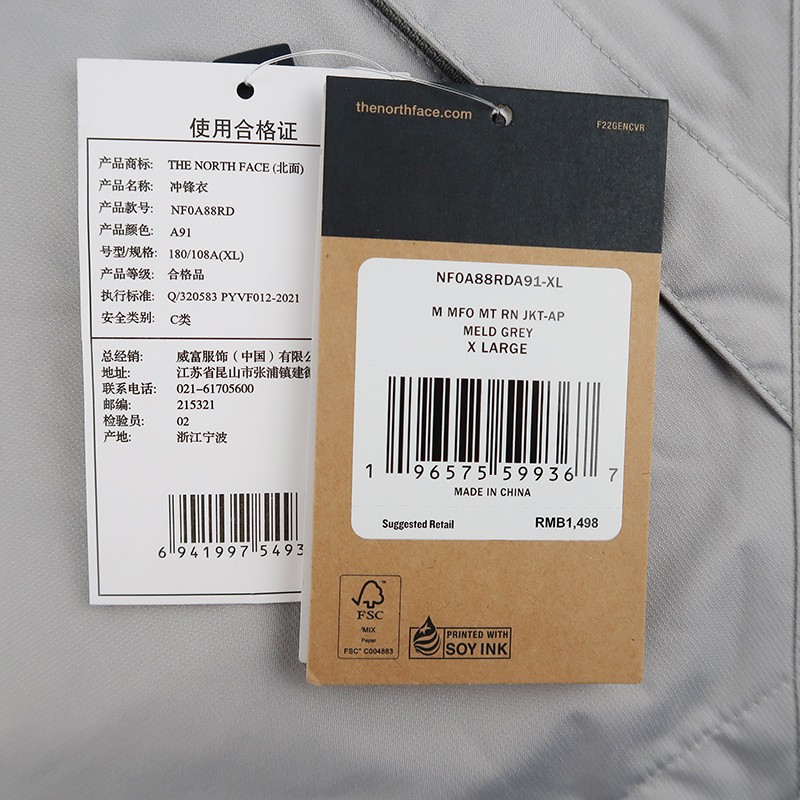 使用合格证
产品商标: THE NORTH FACE (北面)
产品名称: 冲锋衣
产品款号: NF0A88RD
产品颜色: A91
号型/规格: 180/108A(XL)
产品等级: 合格品
执行标准: Q/320583 PYVF012-2021
安全类别: C类
总经销: 威富服饰（中国）有限
地址: 江苏省昆山市张浦镇建
联系电话: 021-61705600
邮编: 215321
检验员: 02
产地: 浙江宁波
6 941997 5493
thenorthface.com
F22GENCVR
NF0A88RDA91-XL
M MFO MT RN JKT-AP
MELD GREY
X LARGE
1 96575 59936 7
MADE IN CHINA
Suggested Retail RMB1,498
FSC
MIX
Paper
FSC® C004883
PRINTED WITH
SOY INK